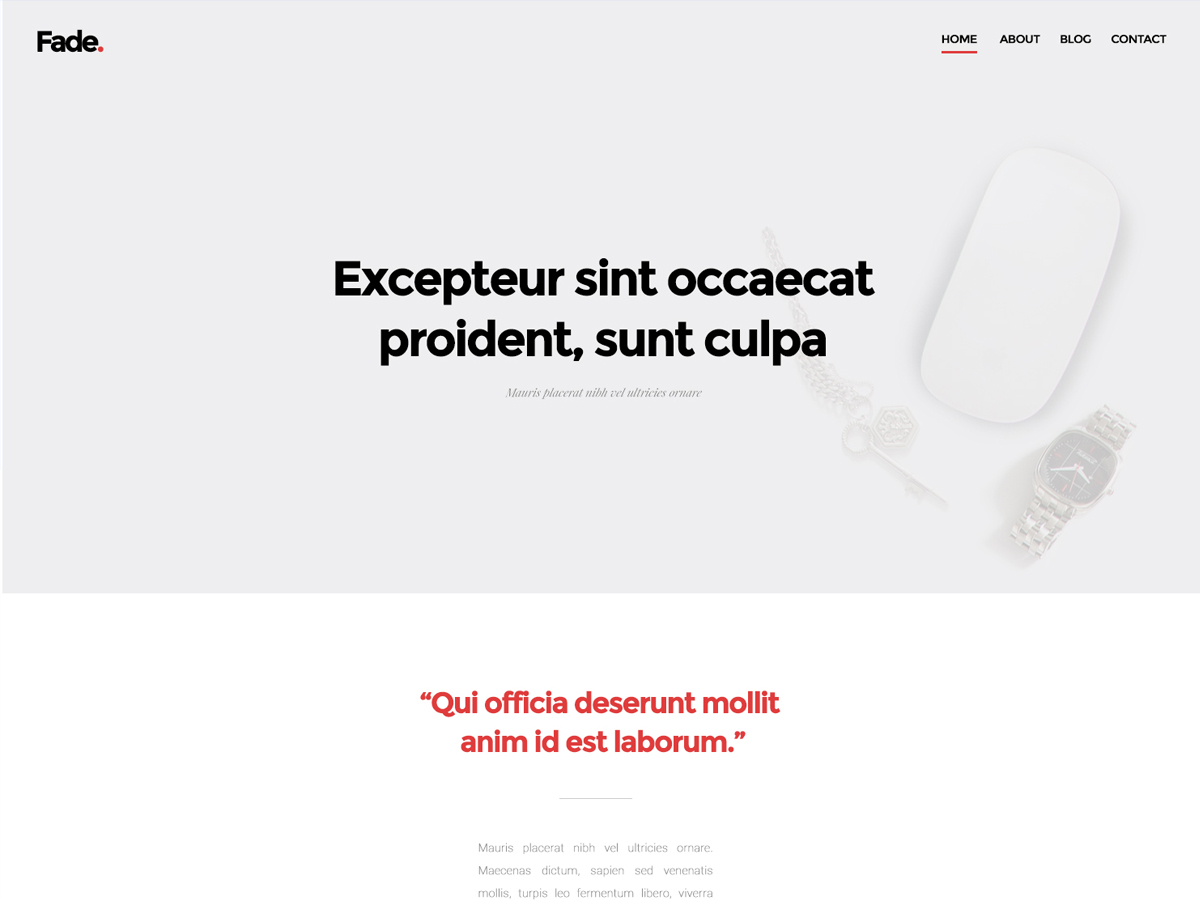 Fade.
HOME ABOUT BLOG CONTACT
Excepteur sint occaecat
proident, sunt culpa
Mauris placerat nibh vel ultricies ornare
“Qui officia deserunt mollit
anim id est laborum.”
Mauris placerat nibh vel ultricies ornare.
Maecenas dictum, sapien sed venenatis
mollis, turpis leo fermentum libero, viverra